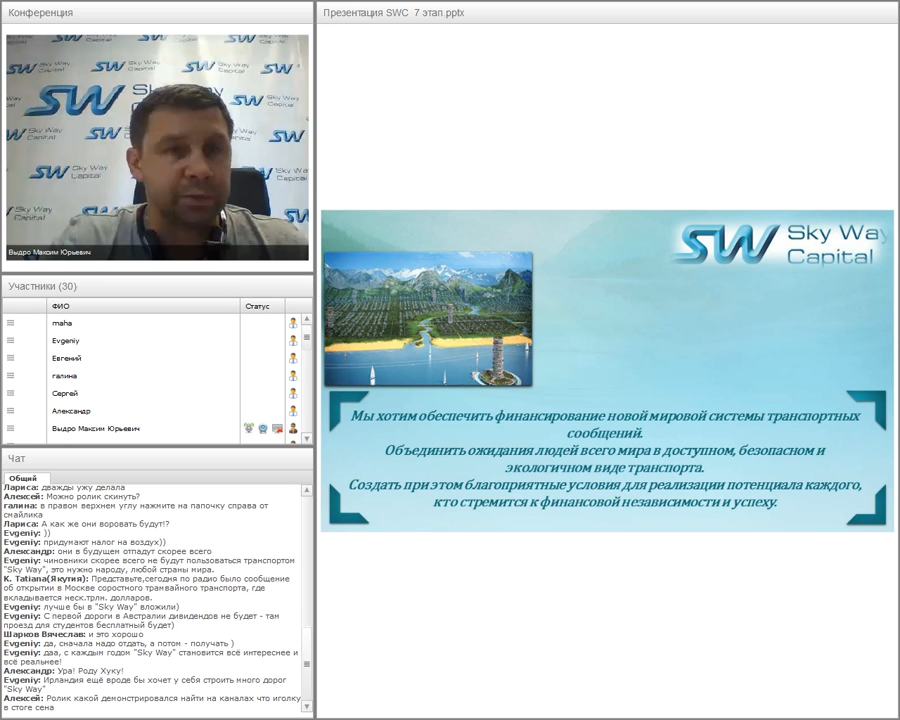 Конференция
Sky Way
Capital
Выдро Максим Юрьевич
Участники (30)
ФИО
Статус
maha
Evgeniy
Евгений
галина
Сергей
Александр
Выдро Максим Юрьевич
Чат
Общий
Лариса: дважды ужу делала
Алексей: Можно ролик скинуть?
галина: в правом верхнем углу нажмите на папочку справа от
смайлика
Лариса: А как же они воровать будут!?
Evgeniy: ))
Evgeniy: придумают налог на воздух))
Александр: они в будущем отпадут скорее всего
Evgeniy: чиновники скорее всего не будут пользоваться транспортом
"Sky Way", это нужно народу, любой страны мира.
К. Tatiana(Якутия): Представьте,сегодня по радио было сообщение
об открытии в Москве соростного трамвайного транспорта, где
вкладывается неск.трлн. долларов.
Evgeniy: лучше бы в "Sky Way" вложили)
Evgeniy: С первой дороги в Австралии дивидендов не будет - там
проезд для студентов бесплатный будет)
Шарков Вячеслав: и это хорошо
Evgeniy: да, сначала надо отдать, а потом - получать )
Evgeniy: даа, с каждым годом "Sky Way" становится всё интереснее и
всё реальнее!
Александр: Ура! Роду Хуку!
Evgeniy: Ирландия ещё вроде бы хочет у себя строить много дорог
"Sky Way"
Алексей: Ролик какой демонстрировался найти на каналах что иголку
в стоге сена
Презентация SWC 7 этап.pptx
SW Sky Way
Capital
Мы хотим обеспечить финансирование новой мировой системы транспортных
сообщений.
Объединить ожидания людей всего мира в доступном, безопасном и
экологичном виде транспорта.
Создать при этом благоприятные условия для реализации потенциала каждого,
кто стремится к финансовой независимости и успеху.